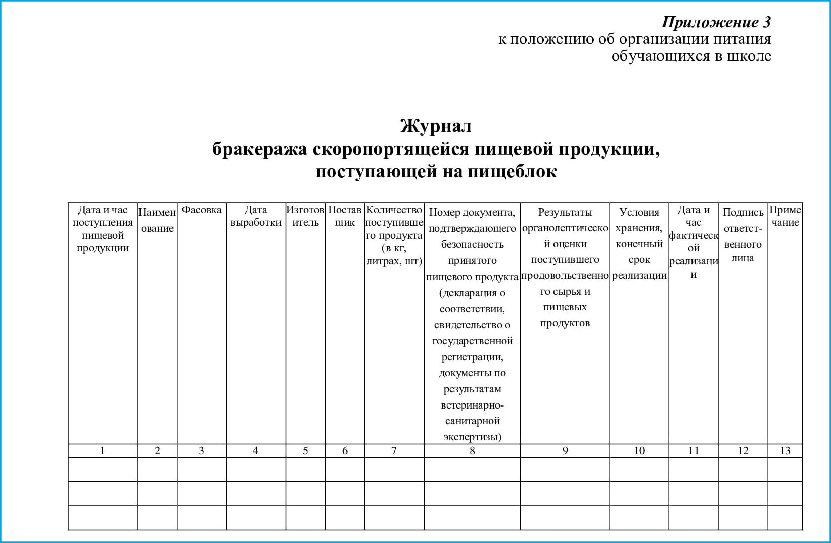 Приложение 3
к положению об организации питания
обучающихся в школе
Журнал
бракеража скоропортящейся пищевой продукции,
поступающей на пищеблок
Дата и час
поступления
пищевой
продукции
Наимен
ование
Фасовка
Дата
выработки
Изготов
итель
Постав
щик
Количество
поступивше
го продукта
(в кг,
литрах, шт)
Номер документа,
подтверждающего
безопасность
принятого
пищевого продукта
(декларация о
соответствии,
свидетельство о
государственной
регистрации,
документы по
результатам
ветеринарно-
санитарной
экспертизы)
Результаты
органолептическо
й оценки
поступившего
продовольственно
го сырья и
пищевых
продуктов
Условия
хранения,
конечный
срок
реализации
Дата и
час
фактическ
ой
реализаци
и
Подпись
ответст-
венного
лица
Приме
чание
1 2 3 4 5 6 7 8 9 10 11 12 13